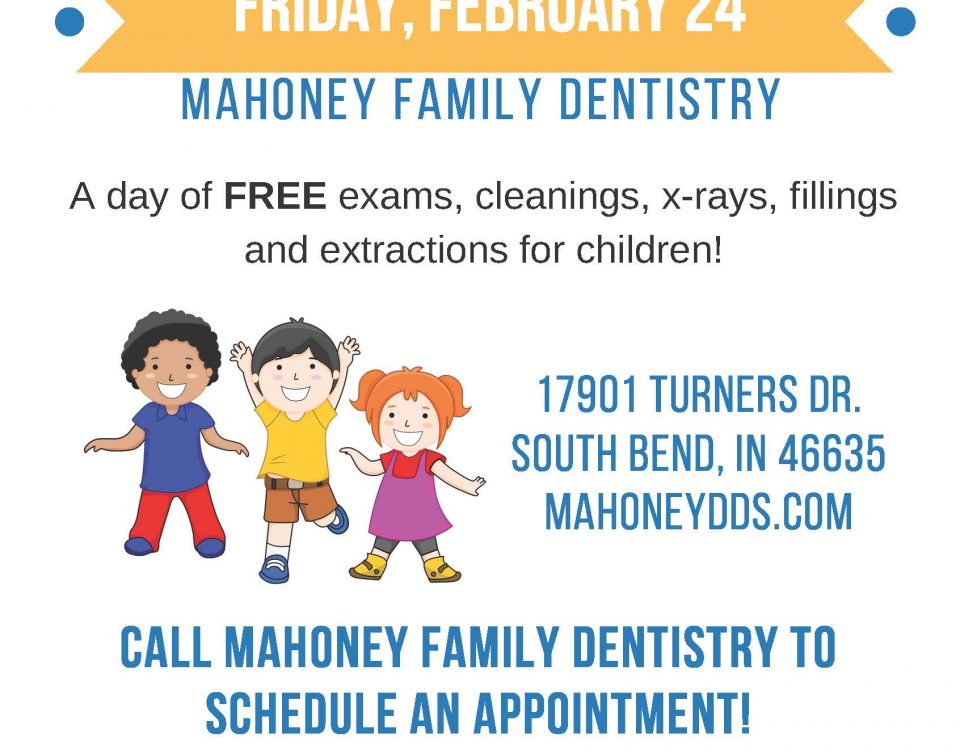 FRIDAY, FEBRUARY 24
MAHONEY FAMILY DENTISTRY
A day of FREE exams, cleanings, x-rays, fillings
and extractions for children!
17901 TURNERS DR.
SOUTH BEND, IN 46635
MAHONEYDDS.COM
CALL MAHONEY FAMILY DENTISTRY TO
SCHEDULE AN APPOINTMENT!